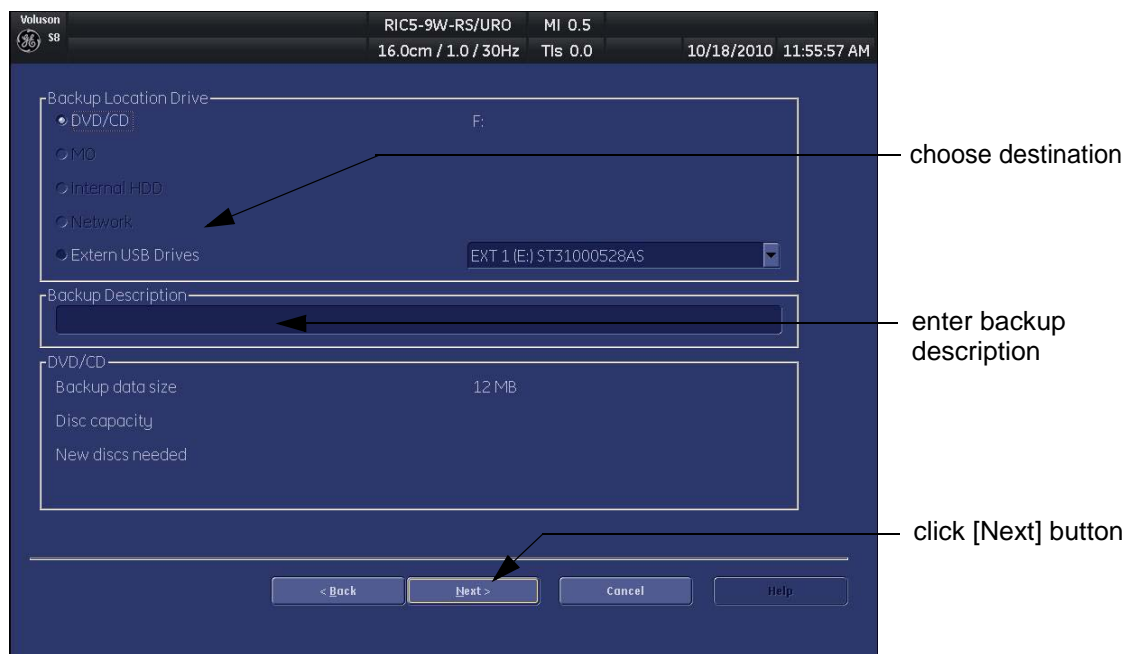 Voluson
S8
RIC5-9W-RS/URO MI 0.5
16.0cm / 1.0 / 30Hz TIs 0.0 10/18/2010 11:55:57 AM
Backup Location Drive
DVD/CD F:
MO
choose destination
Internal HDD
Network
Extern USB Drives EXT 1 (E:) ST31000528AS
Backup Description
enter backup
description
DVD/CD
Backup data size 12 MB
Disc capacity
New discs needed
click [Next] button
< Back Next > Cancel Help